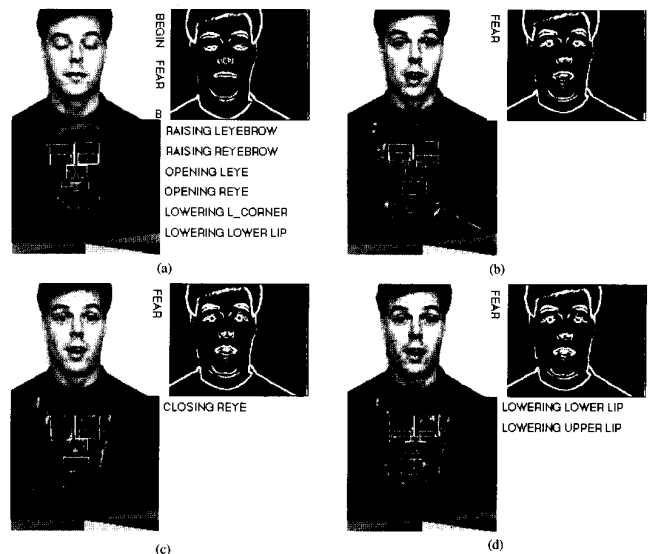 BEGIN FEAR
B
RAISING LEYEBROW
RAISING REYEBROW
OPENING LEYE
OPENING REYE
LOWERING L_CORNER
LOWERING LOWER LIP
(a)
FEAR
(b)
FEAR
CLOSING REYE
(c)
FEAR
LOWERING LOWER LIP
LOWERING UPPER LIP
(d)